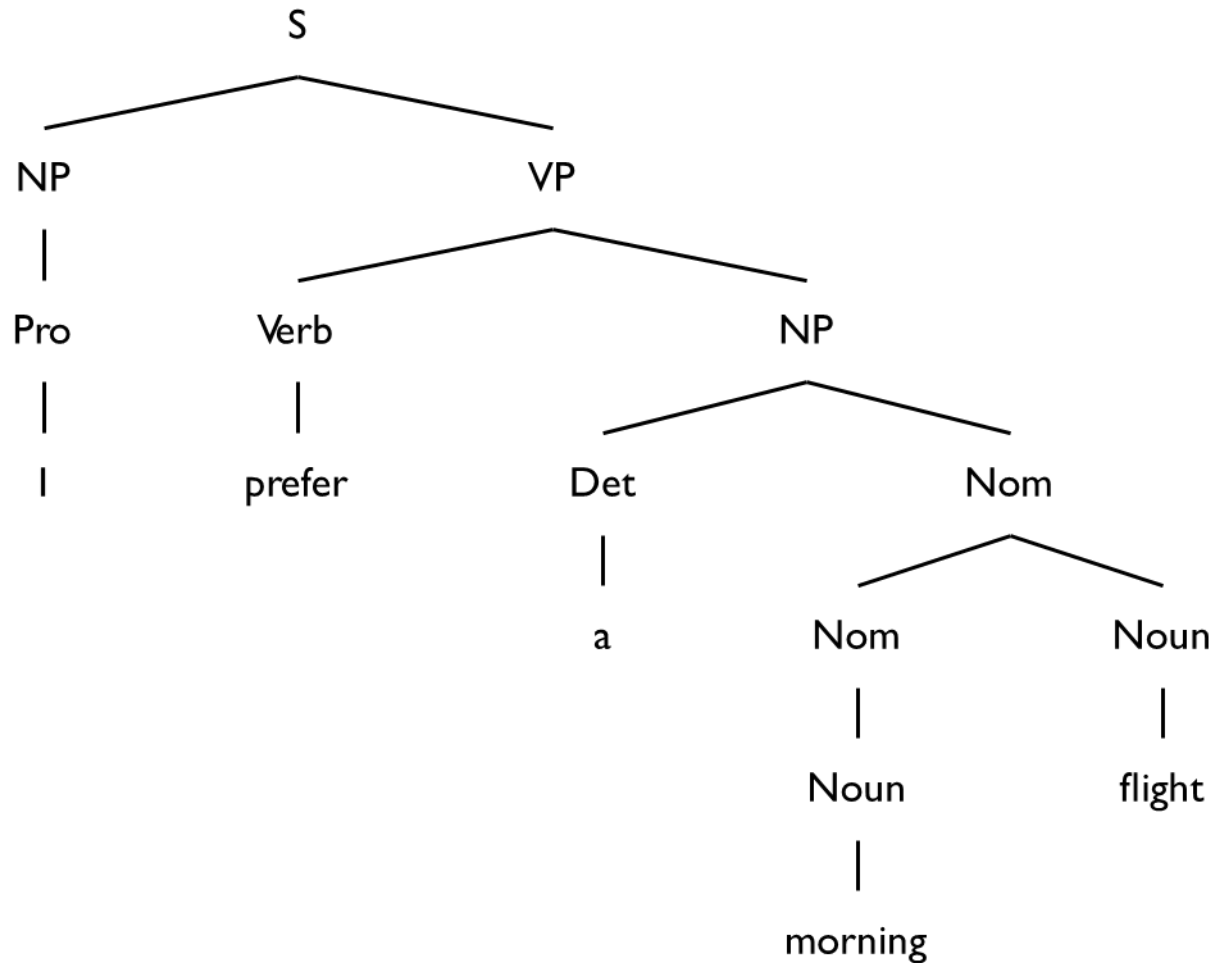 S
NP VP
Pro Verb NP
I prefer Det Nom
a Nom Noun
Noun flight
morning